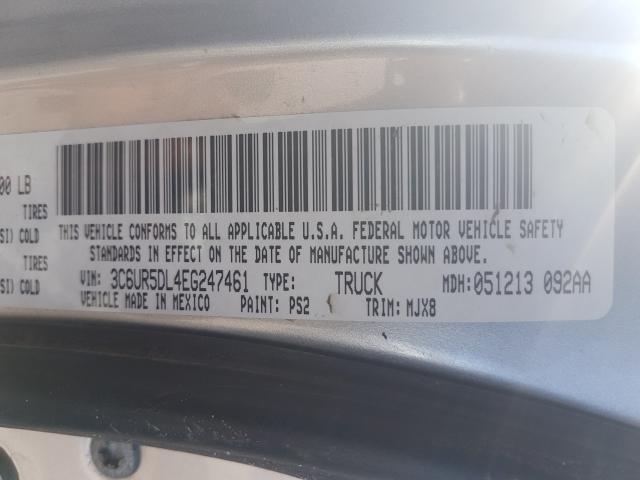 00 LB
TIRES
SI) COLD
TIRES
SI) COLD
THIS VEHICLE CONFORMS TO ALL APPLICABLE U.S.A. FEDERAL MOTOR VEHICLE SAFETY
STANDARDS IN EFFECT ON THE DATE OF MANUFACTURE SHOWN ABOVE.
VIN: 3C6UR5DL4EG247461 TYPE: TRUCK MDH:051213 092AA
VEHICLE MADE IN MEXICO PAINT: PS2 TRIM: MJX8